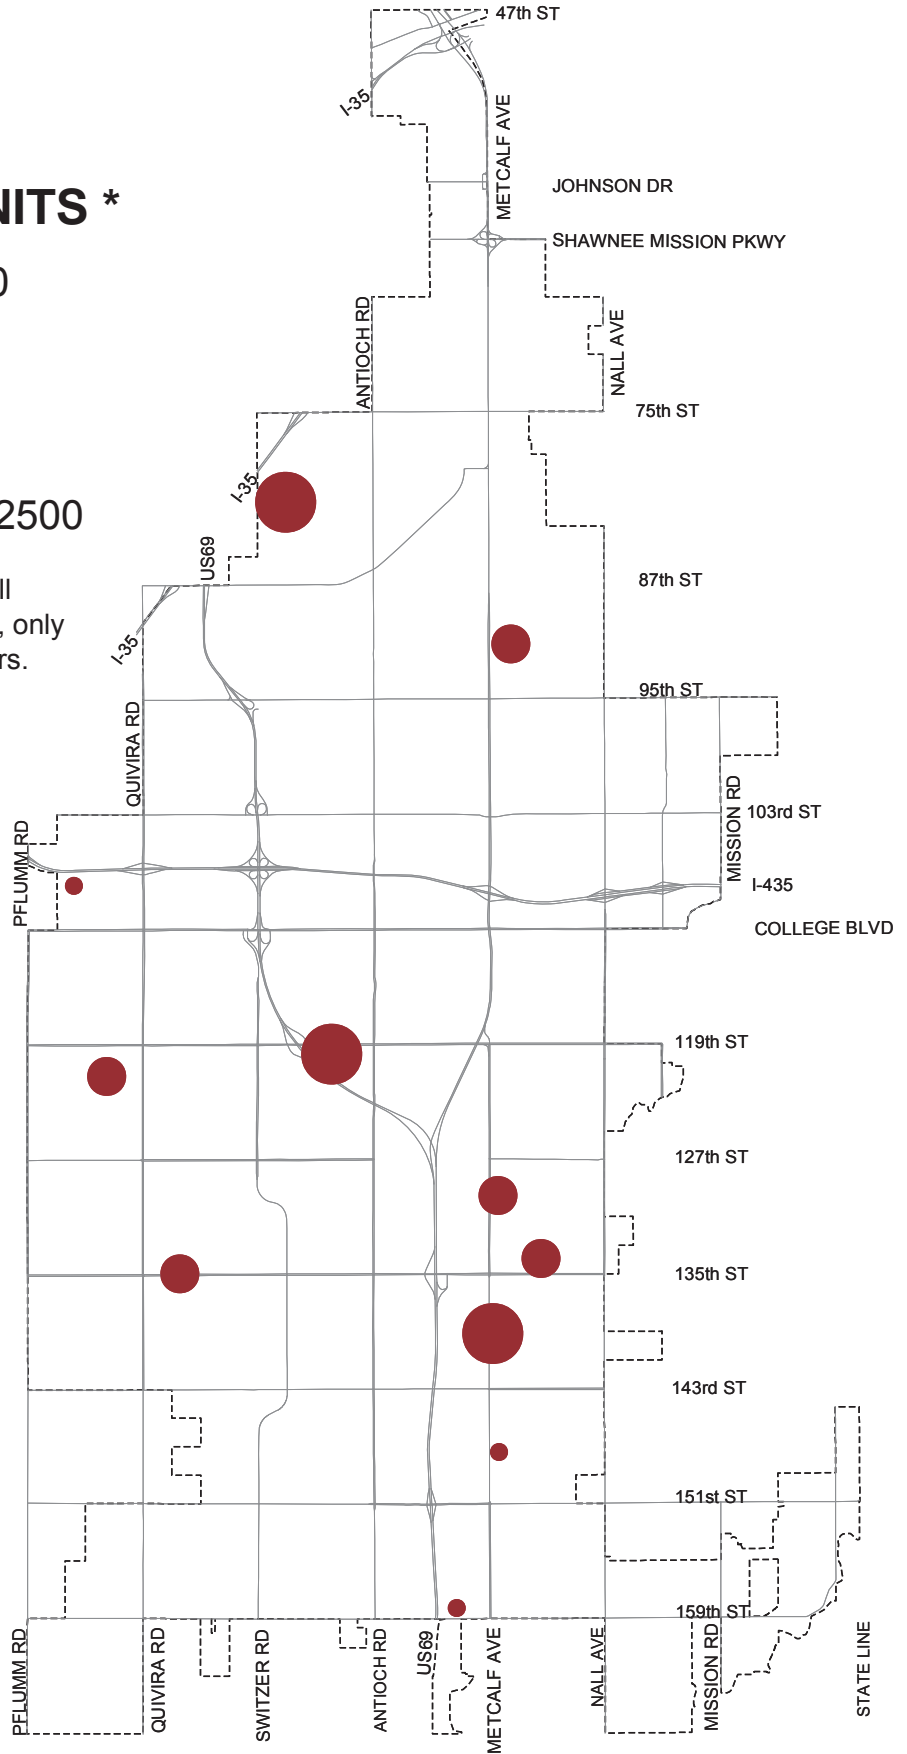 47th ST
I-35
METCALF AVE
JOHNSON DR
NITS *
SHAWNEE MISSION PKWY
0
ANTIOCH RD
NALL AVE
75th ST
I-35
2500
US69
87th ST
ll
, only
I-35
rs.
95th ST
QUIVIRA RD
MISSION RD
103rd ST
PFLUMM RD
I-435
COLLEGE BLVD
119th ST
127th ST
135th ST
143rd ST
151st ST
159th ST
PFLUMM RD
QUIVIRA RD
SWITZER RD
ANTIOCH RD
US69
METCALF AVE
NALL AVE
MISSION RD
STATE LINE